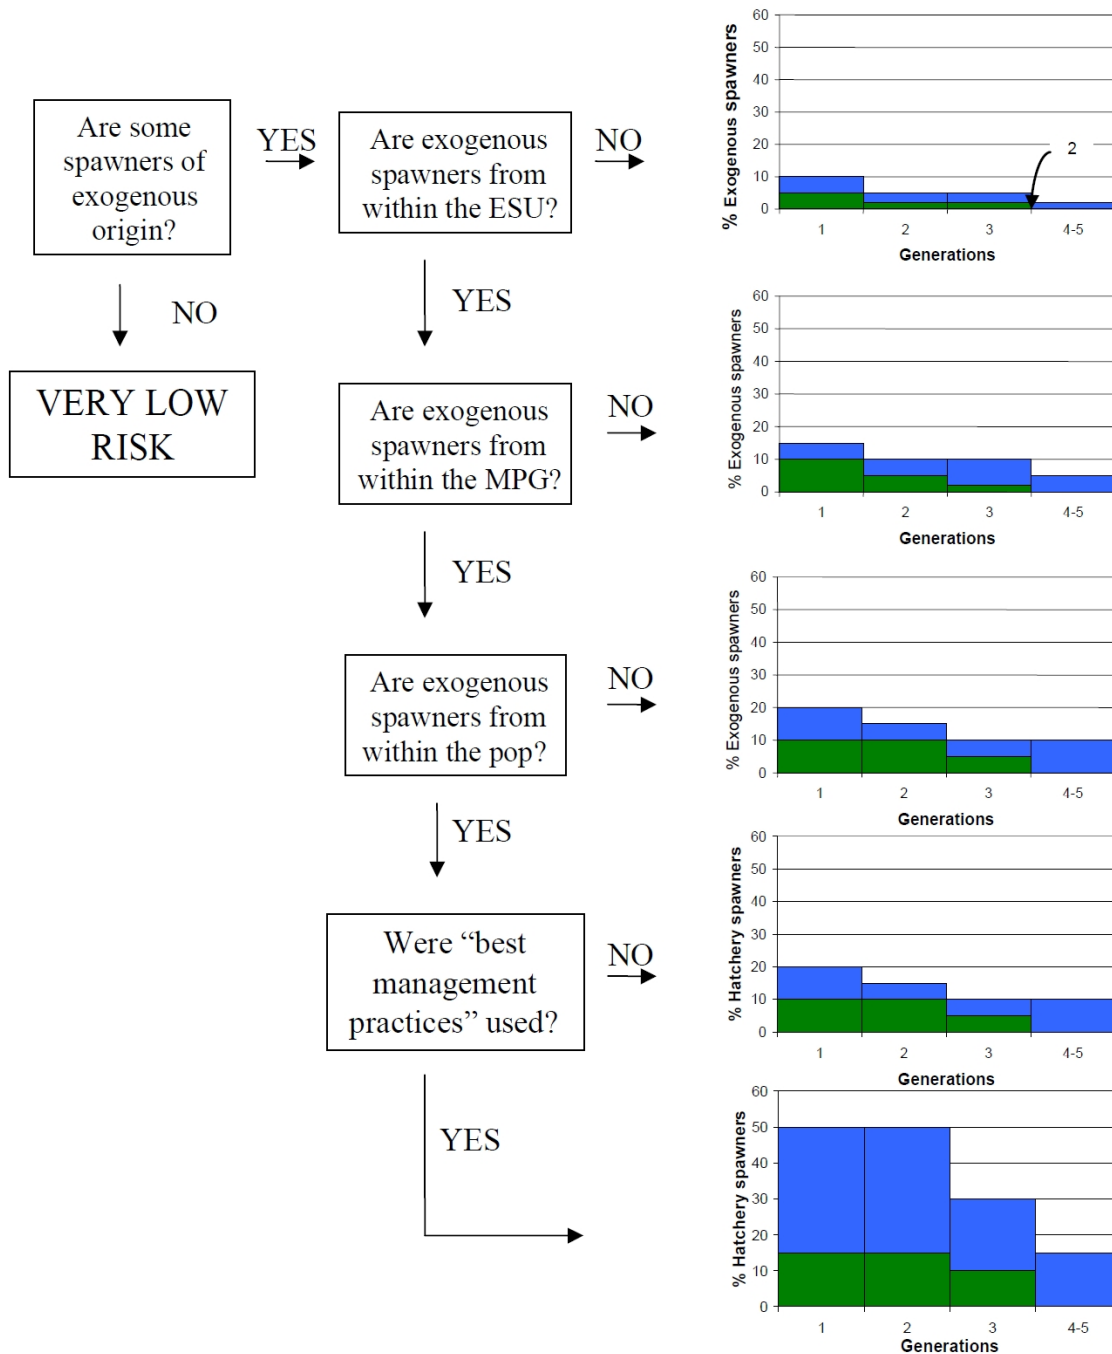 Are some
spawners of
exogenous
origin?
YES
Are exogenous
spawners from
within the ESU?
NO
% Exogenous spawners
60
50
40
30
20
10
0
2
1
2
3
4-5
Generations
NO
YES
VERY LOW
RISK
Are exogenous
spawners from
within the MPG?
NO
% Exogenous spawners
60
50
40
30
20
10
0
1
2
3
4-5
Generations
YES
Are exogenous
spawners from
within the pop?
NO
% Exogenous spawners
60
50
40
30
20
10
0
1
2
3
4-5
Generations
YES
Were “best
management
practices” used?
NO
% Hatchery spawners
60
50
40
30
20
10
0
1
2
3
4-5
Generations
YES
% Hatchery spawners
60
50
40
30
20
10
0
1
2
3
4-5
Generations